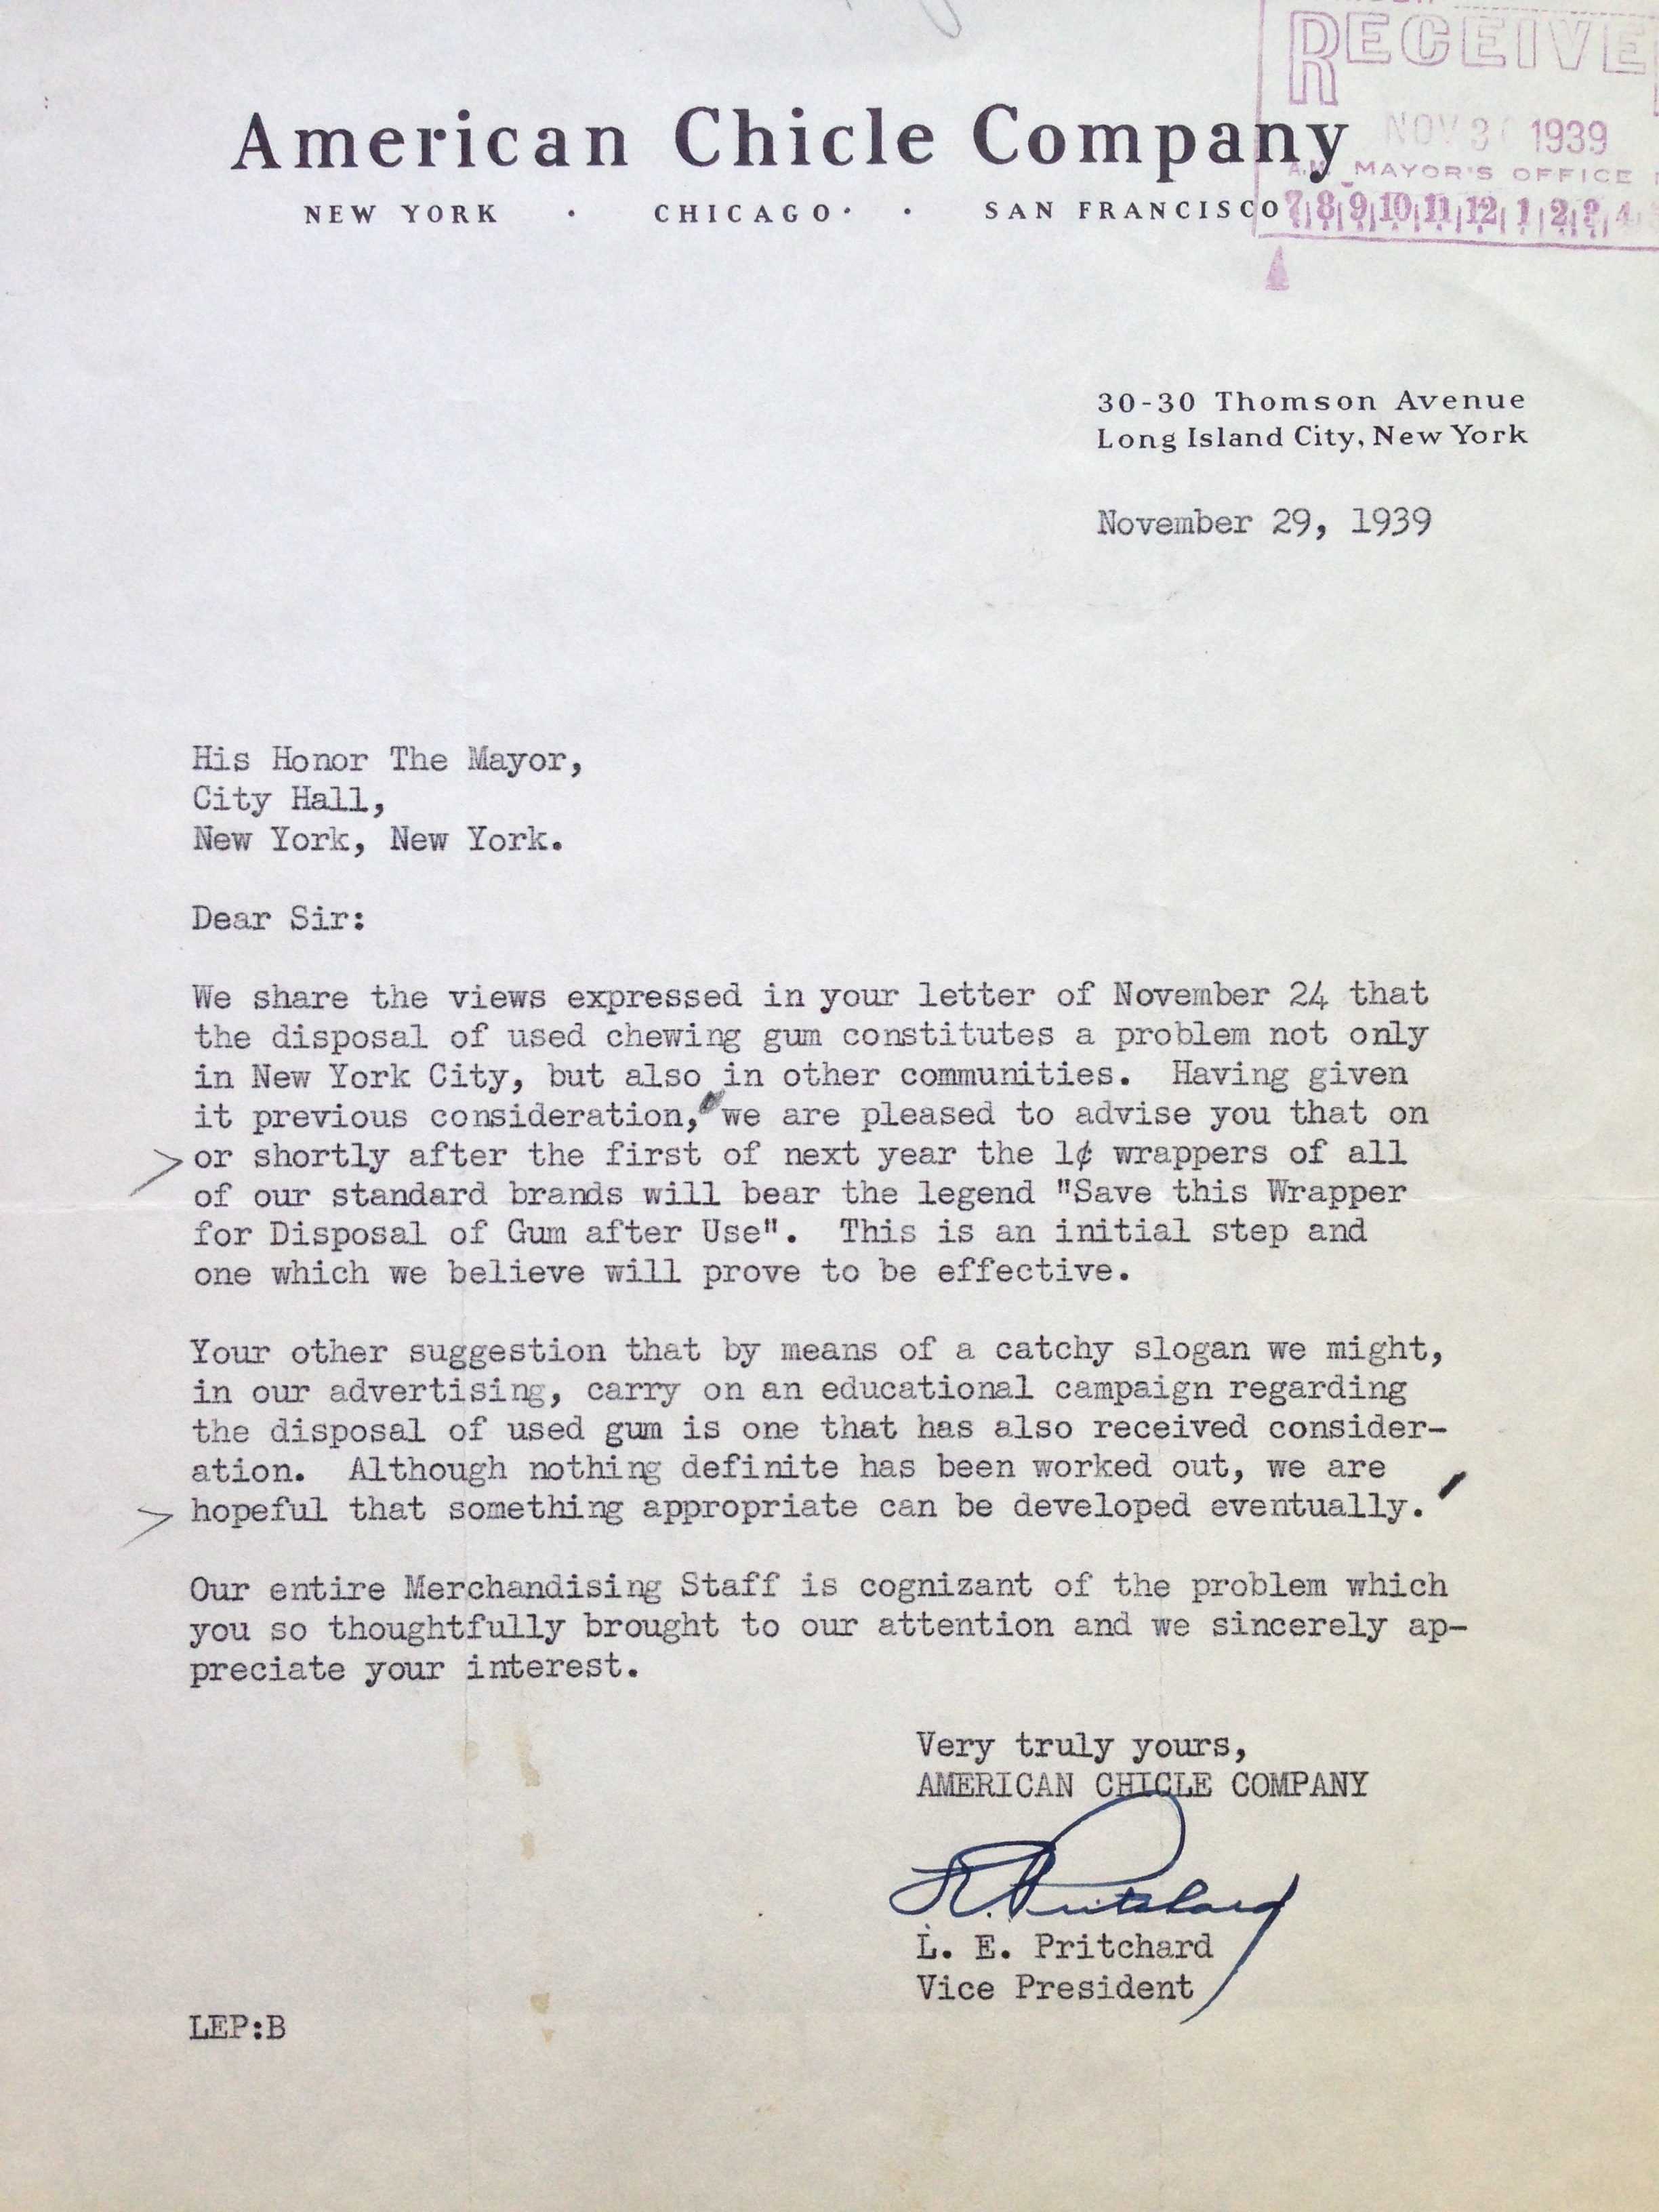 RECEIVE
American Chicle Company
NOV 30 1939
MAYOR'S OFFICE
NEW YORK · CHICAGO · SAN FRANCISCO
7 8 9 10 11 12 1 2 3 4
30-30 Thomson Avenue
Long Island City, New York
November 29, 1939
His Honor The Mayor,
City Hall,
New York, New York.
Dear Sir:
We share the views expressed in your letter of November 24 that
the disposal of used chewing gum constitutes a problem not only
in New York City, but also in other communities. Having given
it previous consideration, we are pleased to advise you that on
or shortly after the first of next year the 1¢ wrappers of all
of our standard brands will bear the legend "Save this Wrapper
for Disposal of Gum after Use". This is an initial step and
one which we believe will prove to be effective.
Your other suggestion that by means of a catchy slogan we might,
in our advertising, carry on an educational campaign regarding
the disposal of used gum is one that has also received consider-
ation. Although nothing definite has been worked out, we are
hopeful that something appropriate can be developed eventually.
Our entire Merchandising Staff is cognizant of the problem which
you so thoughtfully brought to our attention and we sincerely ap-
preciate your interest.
Very truly yours,
AMERICAN CHICLE COMPANY
L. E. Pritchard
L. E. Pritchard
Vice President
LEP:B